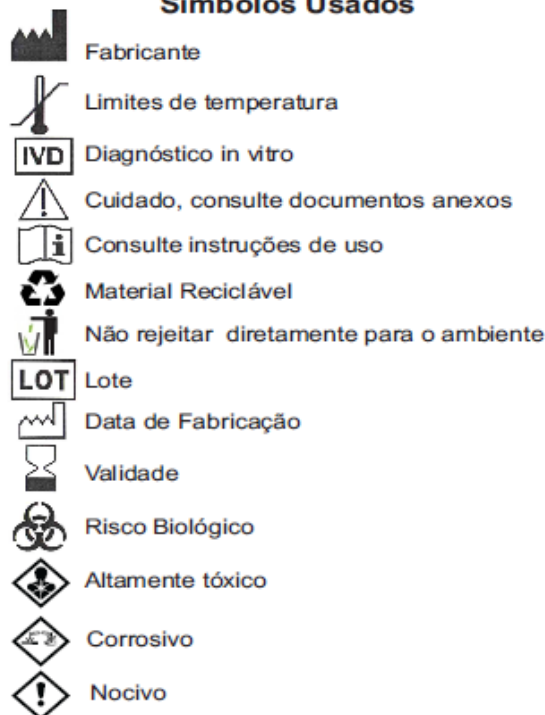 Símbolos Usados
Fabricante
Limites de temperatura
IVD Diagnóstico in vitro
Cuidado, consulte documentos anexos
Consulte instruções de uso
Material Reciclável
Não rejeitar diretamente para o ambiente
LOT Lote
Data de Fabricação
Validade
Risco Biológico
Altamente tóxico
Corrosivo
Nocivo